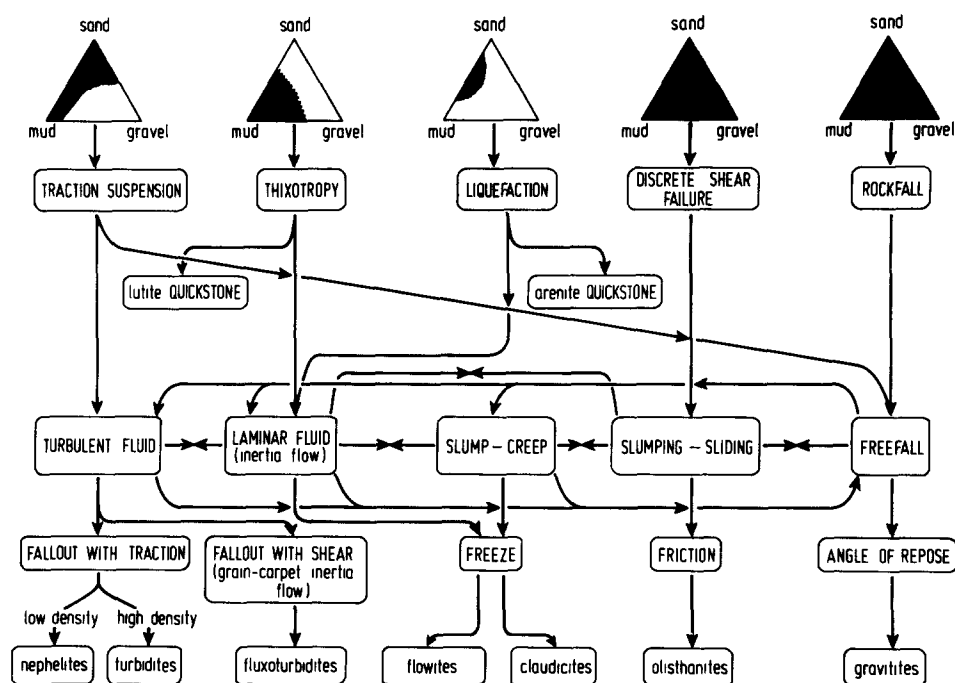 sand sand sand sand sand
mud gravel mud gravel mud gravel mud gravel mud gravel
TRACTION SUSPENSION
THIXOTROPY
LIQUEFACTION
DISCRETE SHEAR
FAILURE
ROCKFALL
lutite QUICKSTONE
arenite QUICKSTONE
TURBULENT FLUID
LAMINAR FLUID
(inertia flow)
SLUMP – CREEP
SLUMPING – SLIDING
FREEFALL
FALLOUT WITH TRACTION
FALLOUT WITH SHEAR
(grain-carpet inertia
flow)
FREEZE
FRICTION
ANGLE OF REPOSE
low density high density
nephelites
turbidites
fluxoturbidites
flowites
claudicites
olisthanites
gravitites